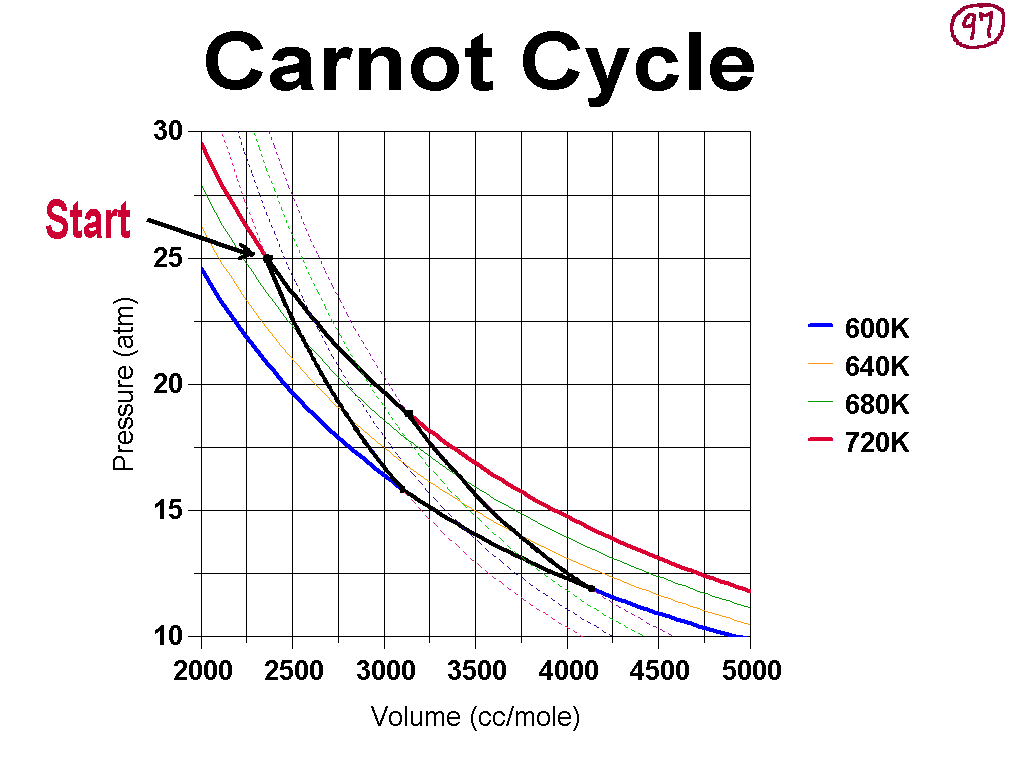 97
Carnot Cycle
Start
Pressure (atm)
30
25
20
15
10
2000 2500 3000 3500 4000 4500 5000
Volume (cc/mole)
600K
640K
680K
720K